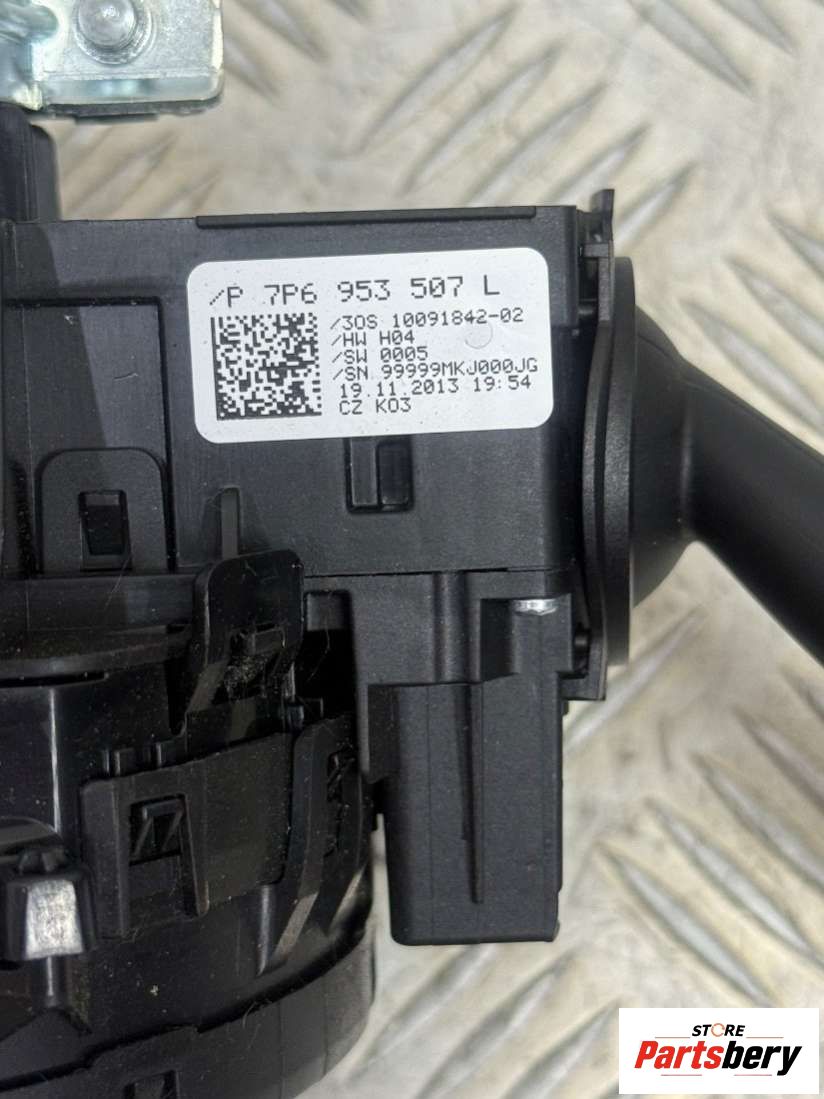 /P 7P6 953 507 L
/3OS 10091842-02
/HW H04
/SW 0005
/SN 99999MKJ000JG
19.11.2013 19:54
CZ K03
STORE
Partsbery